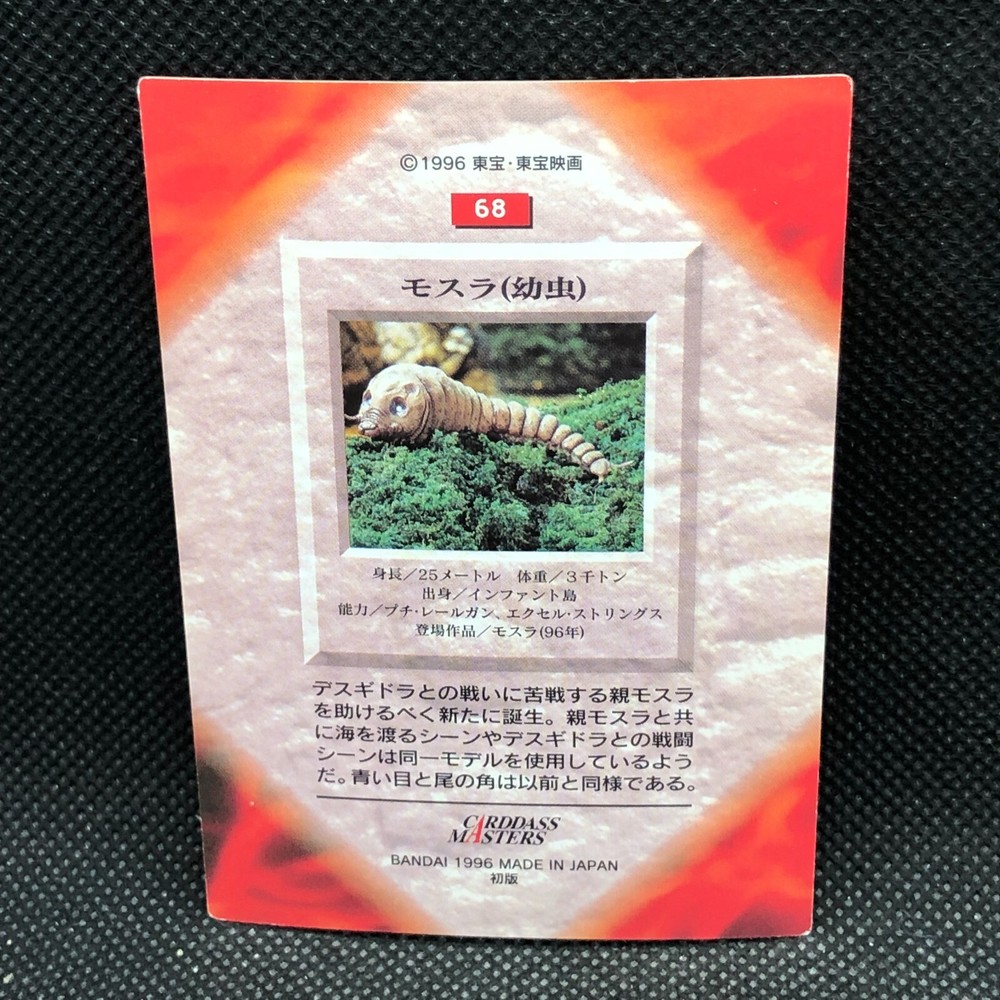 ©1996 東宝・東宝映画
68
モスラ(幼虫)
身長／25メートル　体重／3千トン
出身／インファント島
能力／プチ・レールガン、エクセル・ストリングス
登場作品／モスラ(96年)
デスギドラとの戦いに苦戦する親モスラ
を助けるべく新たに誕生。親モスラと共
に海を渡るシーンやデスギドラとの戦闘
シーンは同一モデルを使用しているよう
だ。青い目と尾の角は以前と同様である。
CARDDASS
MASTERS
BANDAI 1996 MADE IN JAPAN
初版